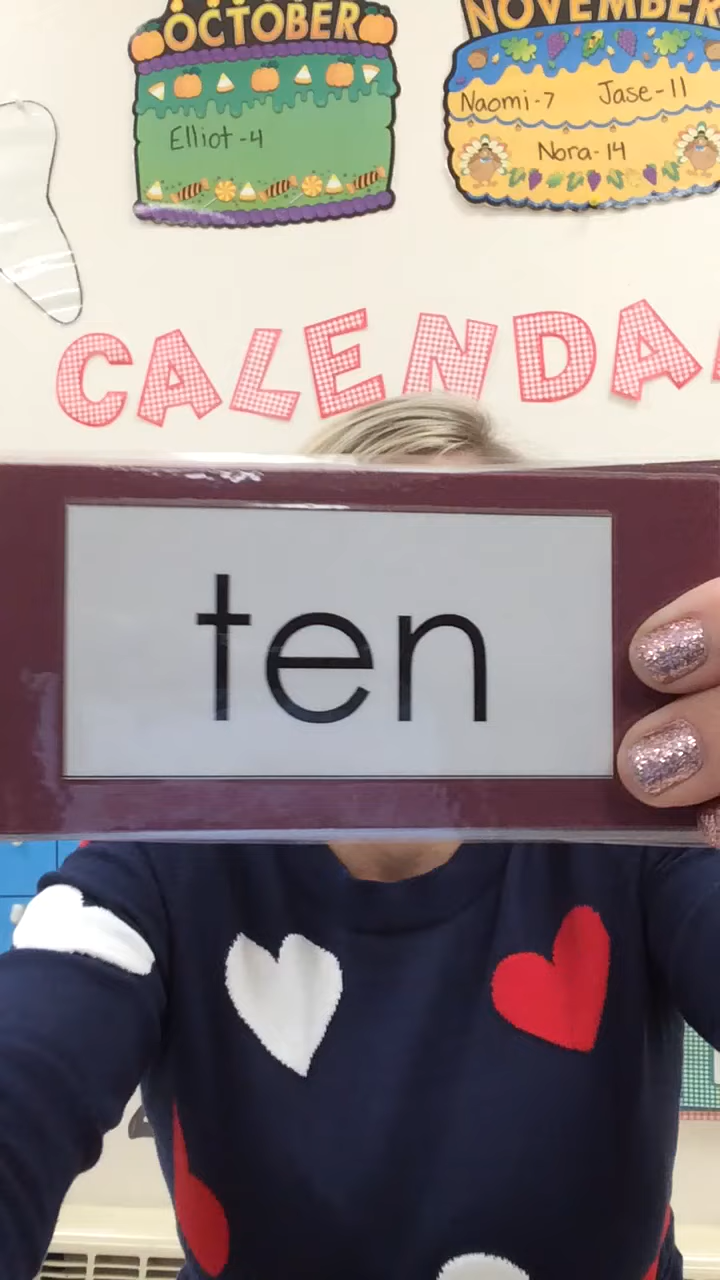 OCTOBER
Elliot-4
NOVEMBER
Naomi-7 Jase-11
Nora-14
CALENDA
ten